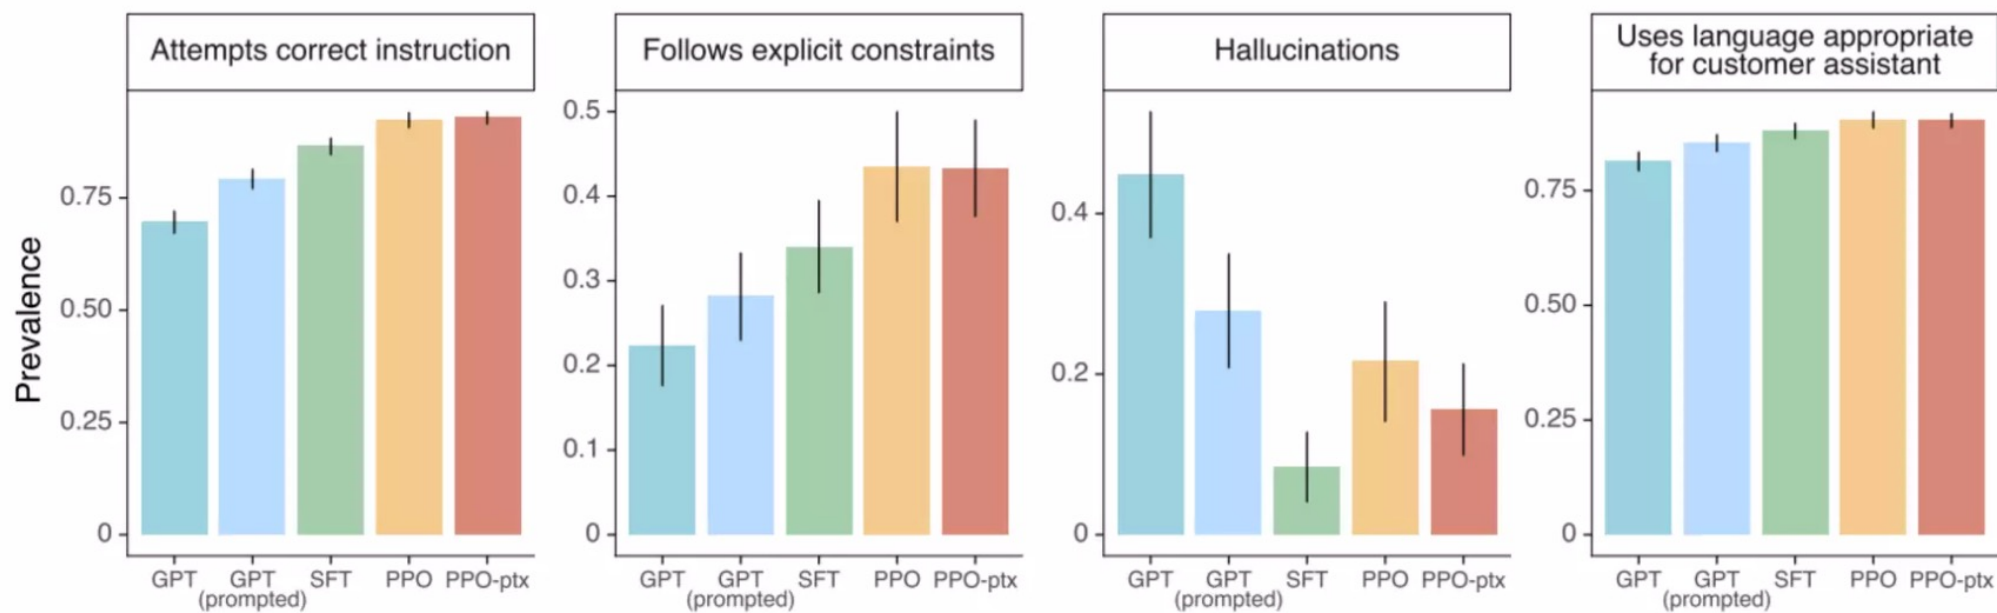 Attempts correct instruction
Follows explicit constraints
Hallucinations
Uses language appropriate
for customer assistant
Prevalence
0.75
0.50
0.25
0
0.5
0.4
0.3
0.2
0.1
0
0.4
0.2
0
0.75
0.50
0.25
0
GPT
GPT
(prompted)
SFT
PPO
PPO-ptx
GPT
GPT
(prompted)
SFT
PPO
PPO-ptx
GPT
GPT
(prompted)
SFT
PPO
PPO-ptx
GPT
GPT
(prompted)
SFT
PPO
PPO-ptx